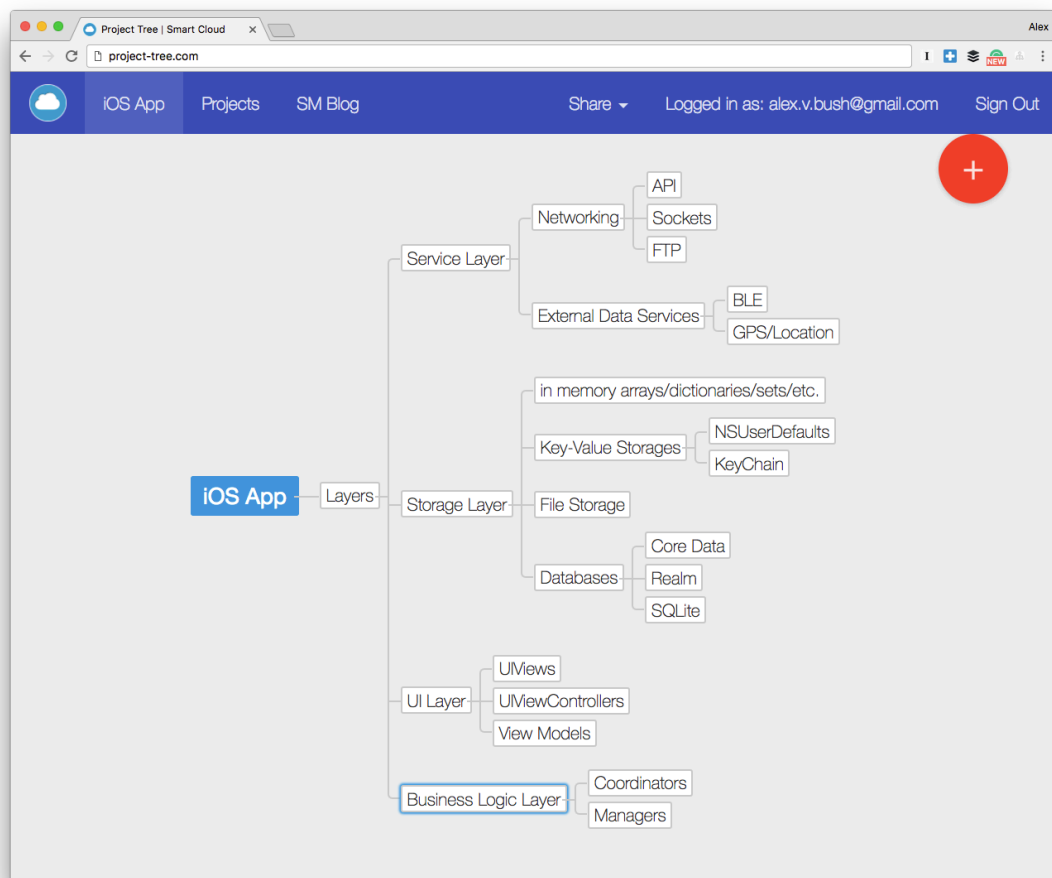 Project Tree | Smart Cloud
Alex
project-tree.com
NEW
iOS App
Projects
SM Blog
Share
Logged in as: alex.v.bush@gmail.com
Sign Out
+
API
Networking
Sockets
FTP
Service Layer
BLE
External Data Services
GPS/Location
in memory arrays/dictionaries/sets/etc.
NSUserDefaults
Key-Value Storages
KeyChain
iOS App
Layers
Storage Layer
File Storage
Core Data
Databases
Realm
SQLite
UIViews
UI Layer
UIViewControllers
View Models
Coordinators
Business Logic Layer
Managers